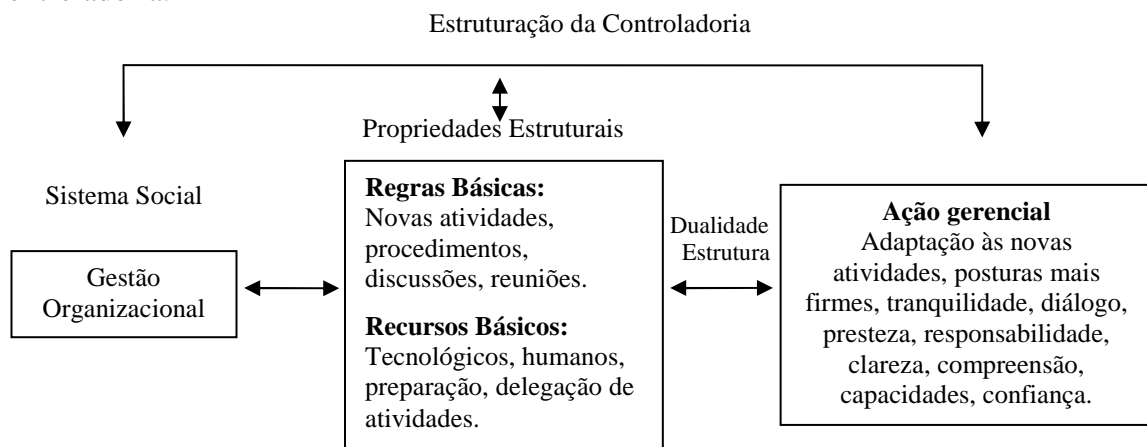 Estruturação da Controladoria
Propriedades Estruturais
Sistema Social
Gestão
Organizacional
Regras Básicas:
Novas atividades,
procedimentos,
discussões, reuniões.
Recursos Básicos:
Tecnológicos, humanos,
preparação, delegação de
atividades.
Dualidade
Estrutura
Ação gerencial
Adaptação às novas
atividades, posturas mais
firmes, tranquilidade, diálogo,
presteza, responsabilidade,
clareza, compreensão,
capacidades, confiança.